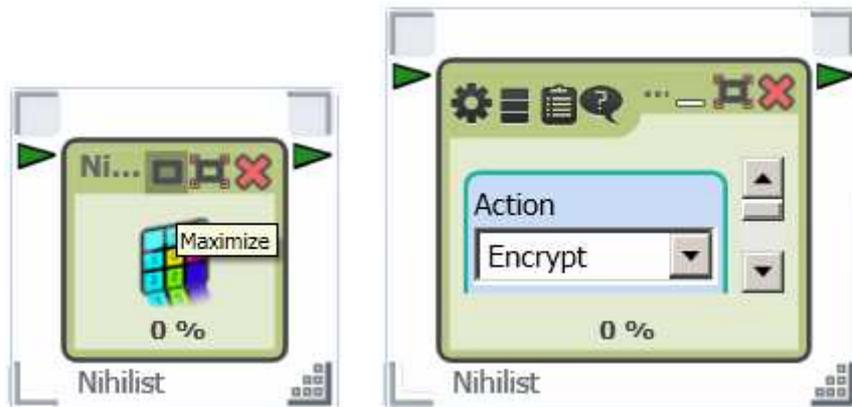 Ni...
Maximize
0 %
Nihilist
...
Action
Encrypt
0 %
Nihilist